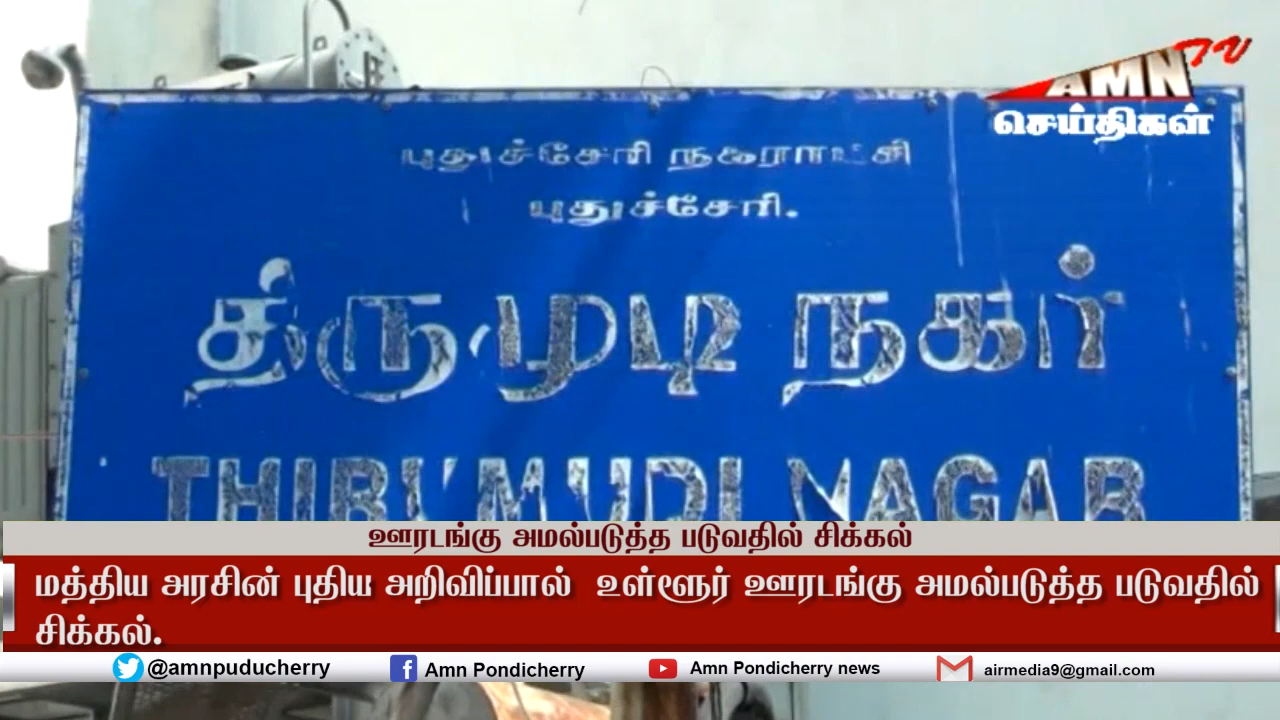 AMN TV
செய்திகள்
புதுச்சேரி நகராட்சி
புதுச்சேரி.
திருமுடி நகர்
THIRUMUDI NAGAR
ஊரடங்கு அமல்படுத்த படுவதில் சிக்கல்
மத்திய அரசின் புதிய அறிவிப்பால் உள்ளூர் ஊரடங்கு அமல்படுத்த படுவதில்
சிக்கல்.
@amnpuducherry Amn Pondicherry Amn Pondicherry news airmedia9@gmail.com